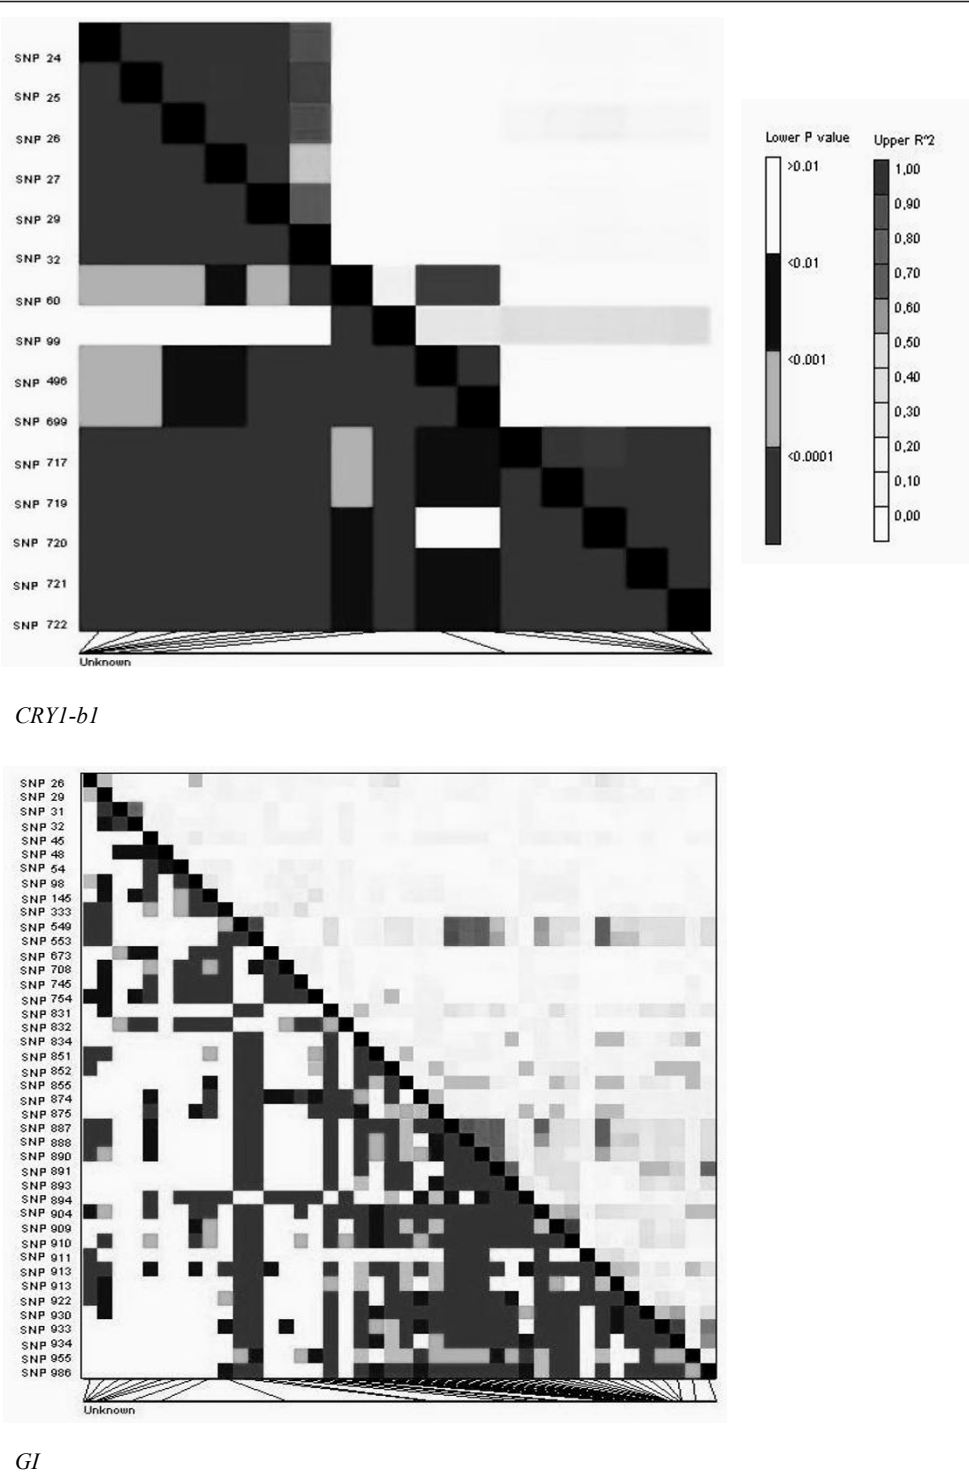 SNP 24
SNP 25
SNP 26
SNP 27
SNP 29
SNP 32
SNP 60
SNP 99
SNP 496
SNP 699
SNP 717
SNP 719
SNP 720
SNP 721
SNP 722
Unknown
Lower P value
>0.01
<0.01
<0.001
<0.0001
Upper R^2
1,00
0,90
0,80
0,70
0,60
0,50
0,40
0,30
0,20
0,10
0,00
CRY1-b1
SNP 26
SNP 29
SNP 31
SNP 32
SNP 45
SNP 48
SNP 54
SNP 98
SNP 145
SNP 333
SNP 549
SNP 553
SNP 673
SNP 708
SNP 745
SNP 754
SNP 831
SNP 832
SNP 834
SNP 851
SNP 852
SNP 855
SNP 874
SNP 875
SNP 887
SNP 888
SNP 890
SNP 891
SNP 893
SNP 894
SNP 904
SNP 909
SNP 910
SNP 911
SNP 913
SNP 913
SNP 922
SNP 930
SNP 933
SNP 934
SNP 955
SNP 986
Unknown
GI